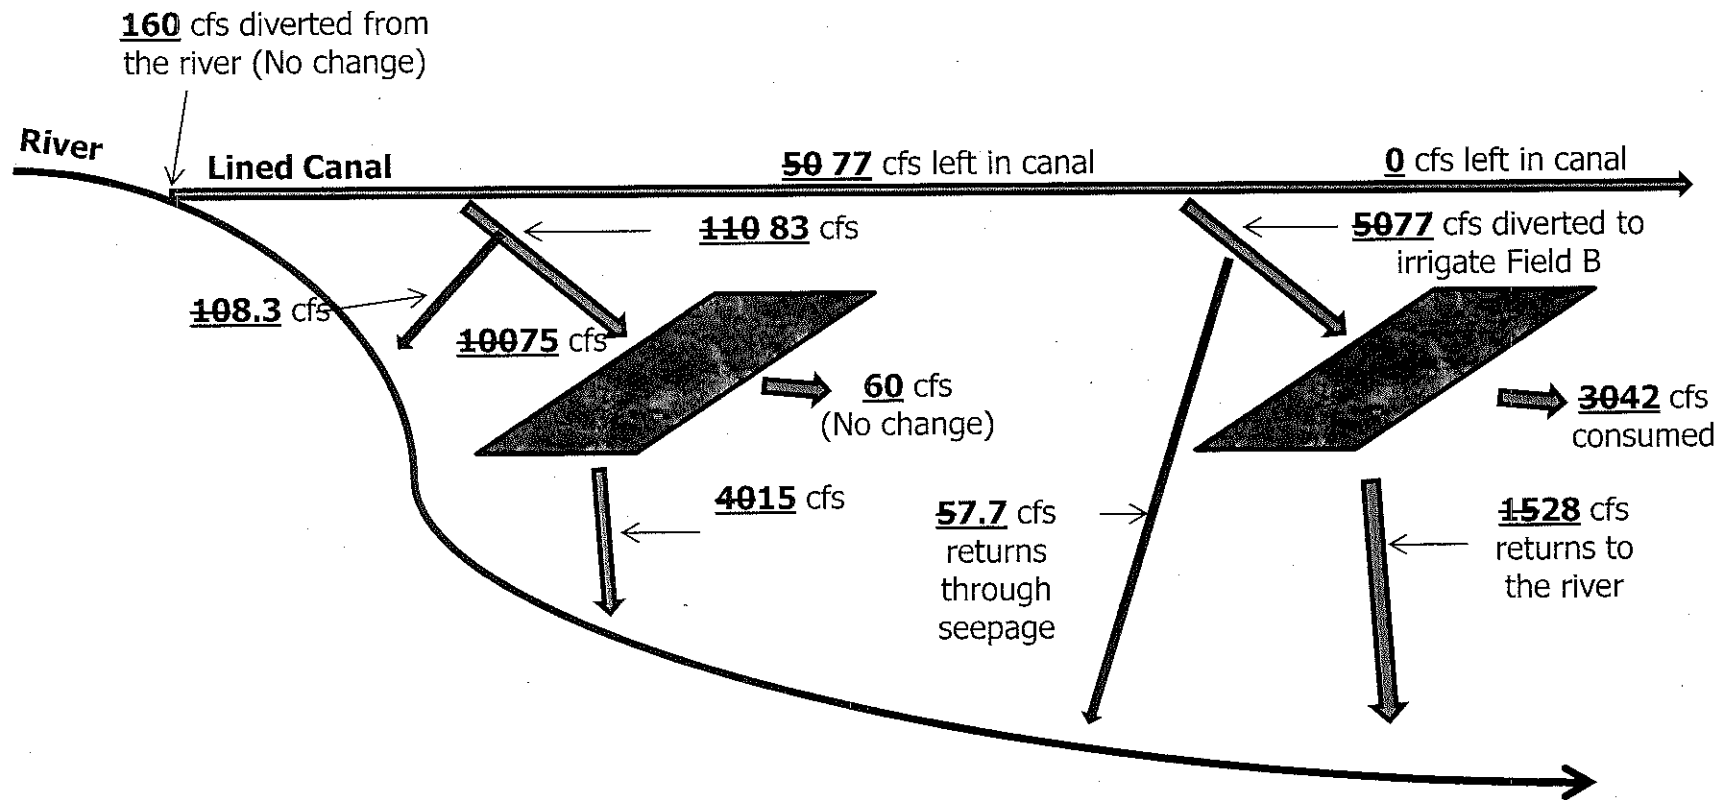 160 cfs diverted from
the river (No change)
River
Lined Canal
50 77 cfs left in canal
0 cfs left in canal
110 83 cfs
5077 cfs diverted to
irrigate Field B
108.3 cfs
10075 cfs
60 cfs
(No change)
3042 cfs
consumed
4015 cfs
57.7 cfs
returns
through
seepage
1528 cfs
returns to
the river